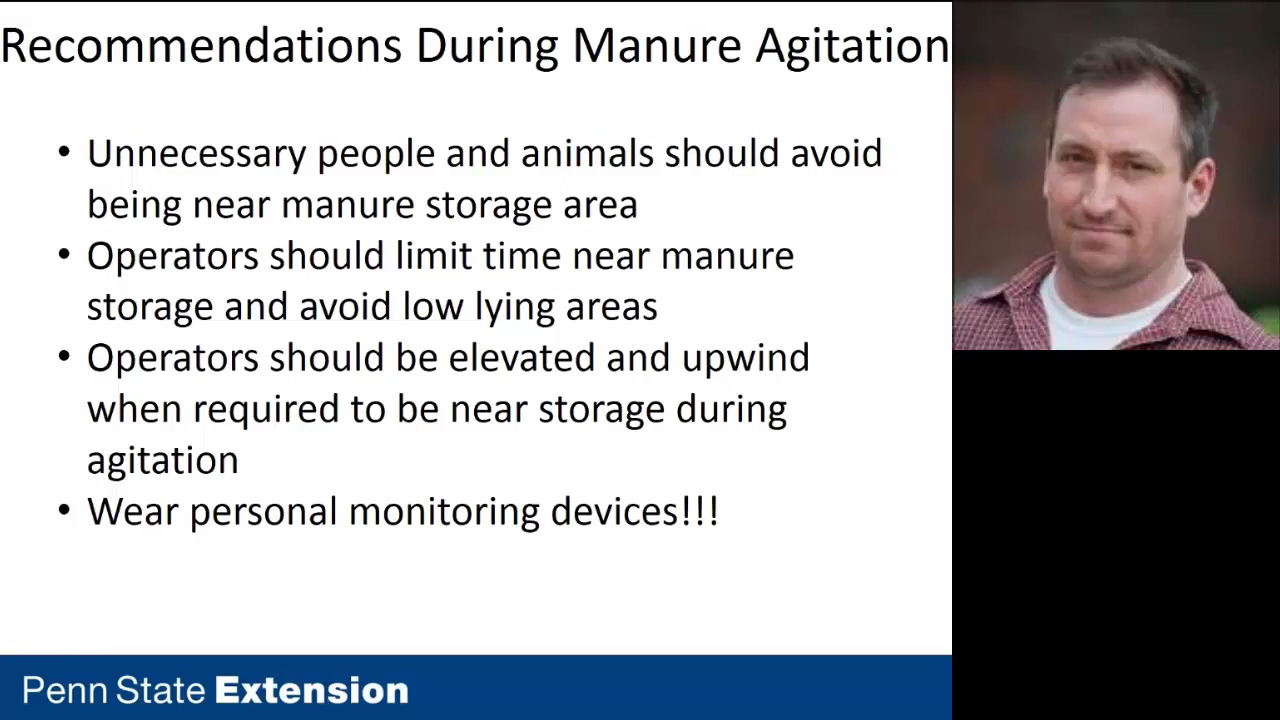 Recommendations During Manure Agitation
• Unnecessary people and animals should avoid
being near manure storage area
• Operators should limit time near manure
storage and avoid low lying areas
• Operators should be elevated and upwind
when required to be near storage during
agitation
• Wear personal monitoring devices!!!
Penn State Extension